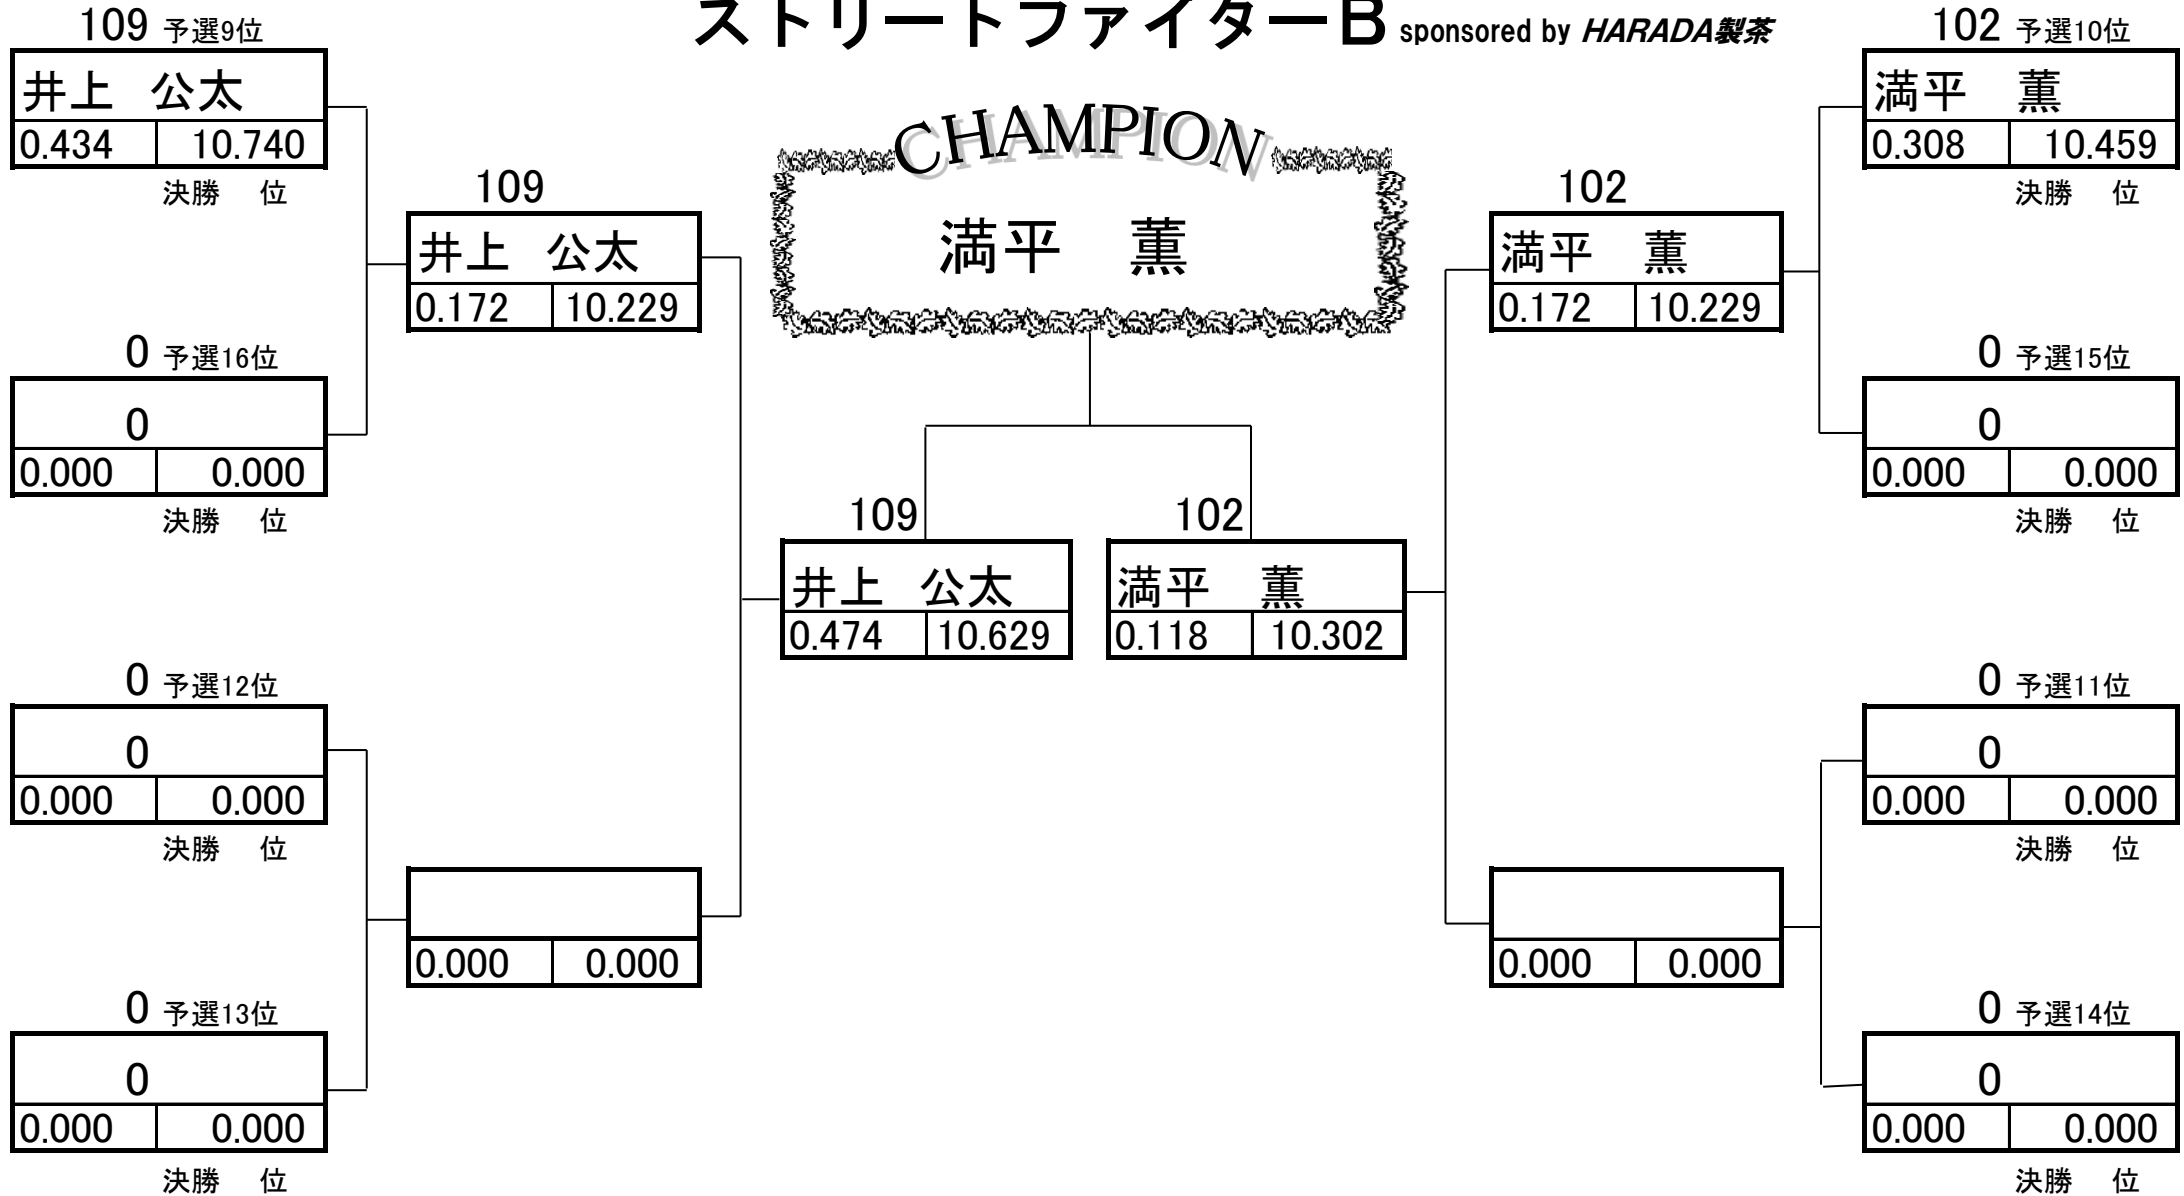 ストリートファイターB sponsored by HARADA製茶
109 予選9位
井上 公太
0.434 10.740
決勝 位
102 予選10位
満平 薫
0.308 10.459
決勝 位
CHAMPION
満平 薫
109
井上 公太
0.172 10.229
102
満平 薫
0.172 10.229
0 予選16位
0
0.000 0.000
決勝 位
0 予選15位
0
0.000 0.000
決勝 位
109
井上 公太
0.474 10.629
102
満平 薫
0.118 10.302
0 予選12位
0
0.000 0.000
決勝 位
0 予選11位
0
0.000 0.000
決勝 位
0.000 0.000
0.000 0.000
0 予選13位
0
0.000 0.000
決勝 位
0 予選14位
0
0.000 0.000
決勝 位